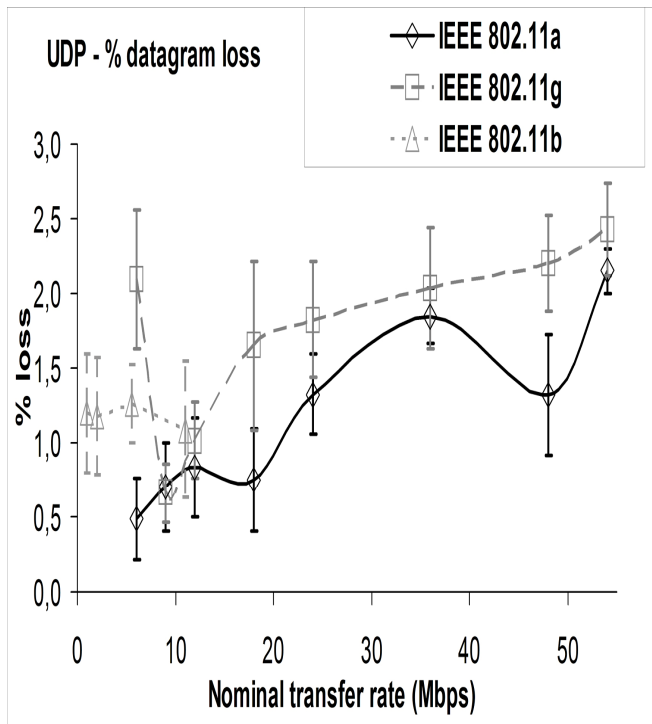 UDP - % datagram loss
IEEE 802.11a
IEEE 802.11g
IEEE 802.11b
3,0
2,5
2,0
1,5
1,0
0,5
0,0
% loss
0 10 20 30 40 50
Nominal transfer rate (Mbps)